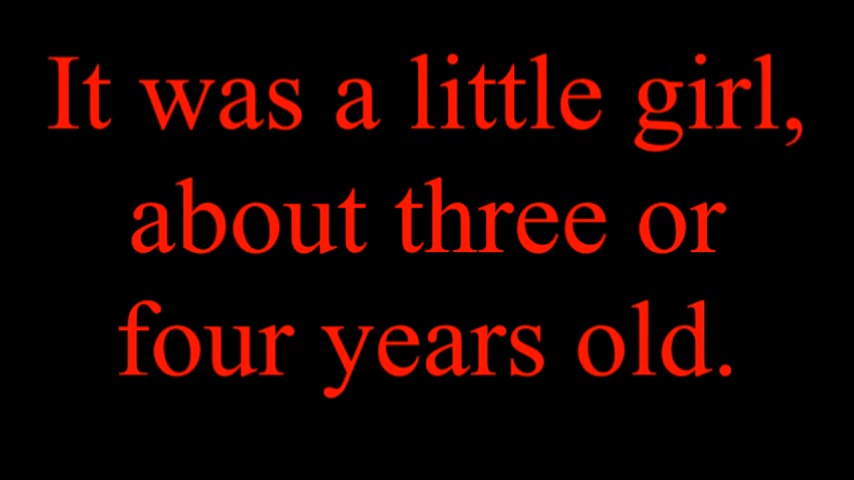 It was a little girl,
about three or
four years old.